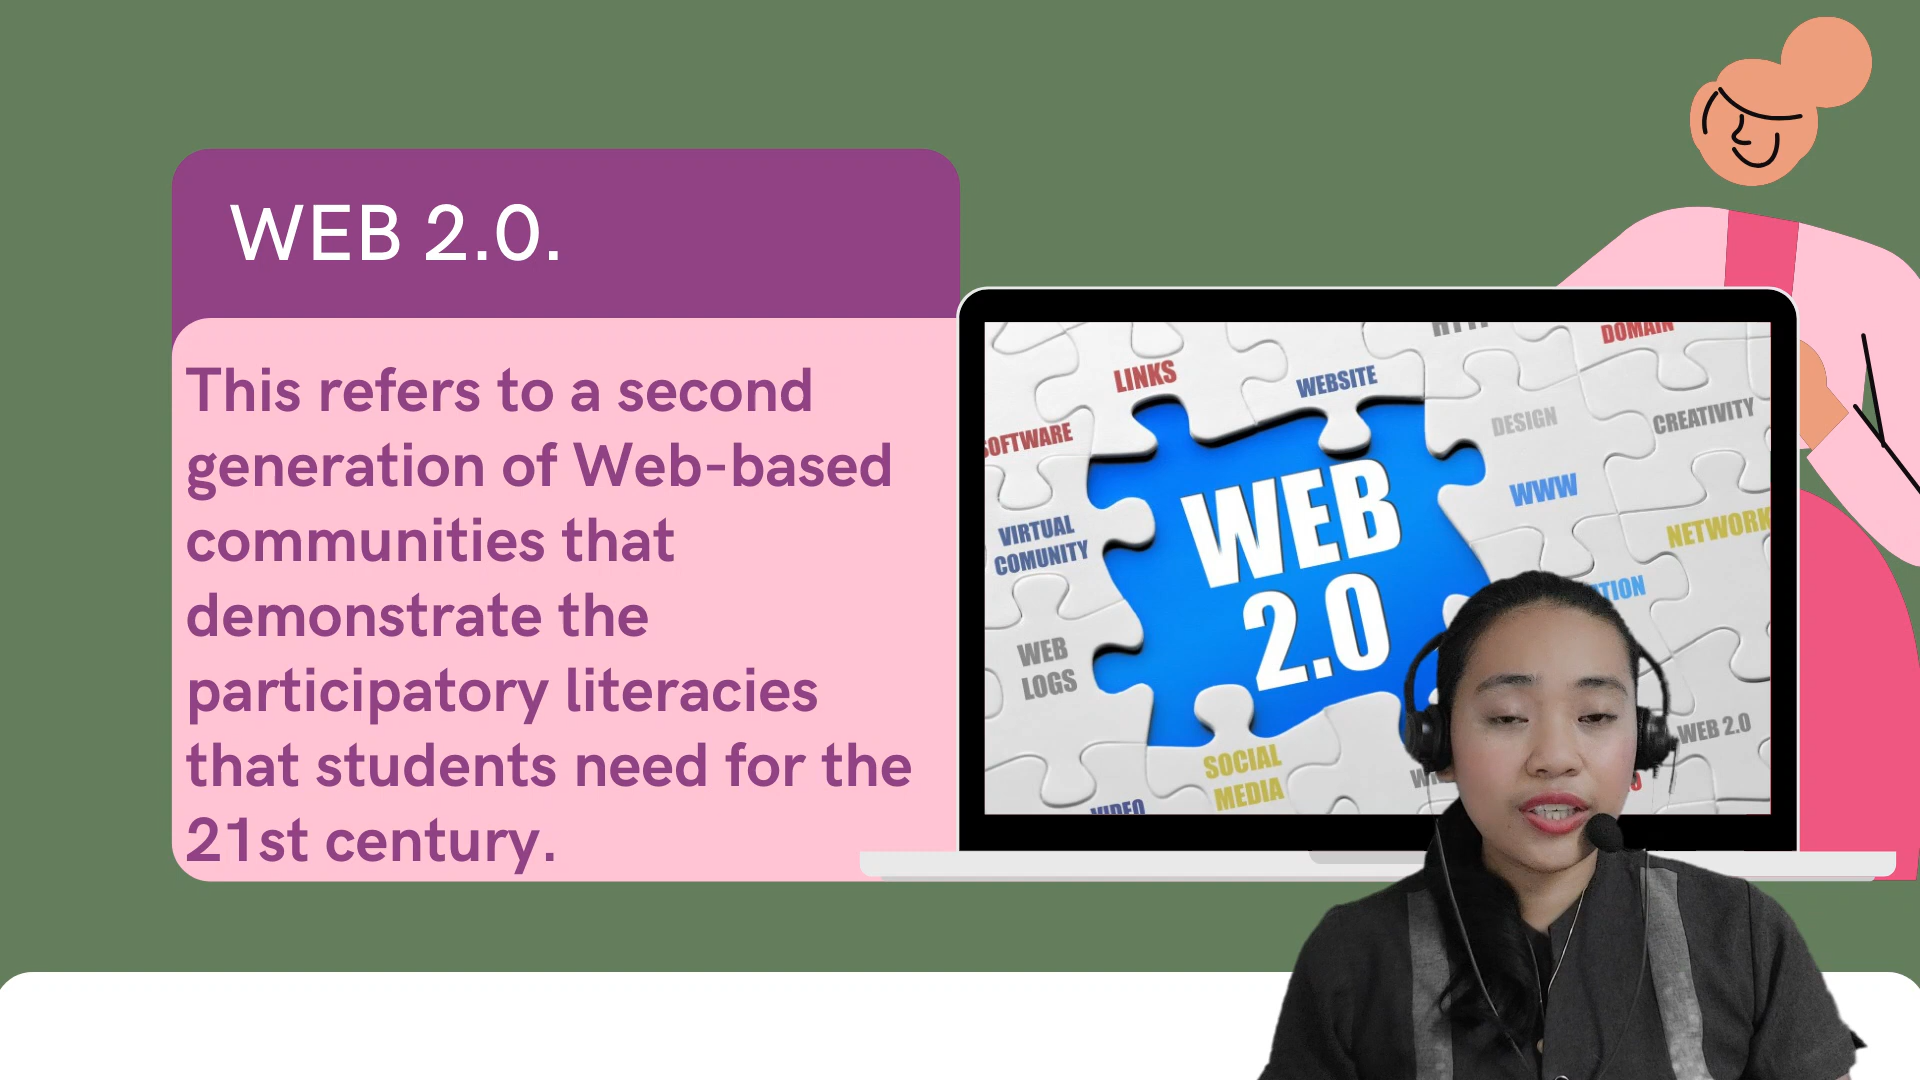 WEB 2.0.
This refers to a second
generation of Web-based
communities that
demonstrate the
participatory literacies
that students need for the
21st century.
DOMAIN
LINKS
WEBSITE
DESIGN
CREATIVITY
WWW
VIRTUAL
COMUNITY
NETWORK
WEB
2.0
WEB
LOGS
WEB 2.0
SOCIAL
MEDIA
VIDEO